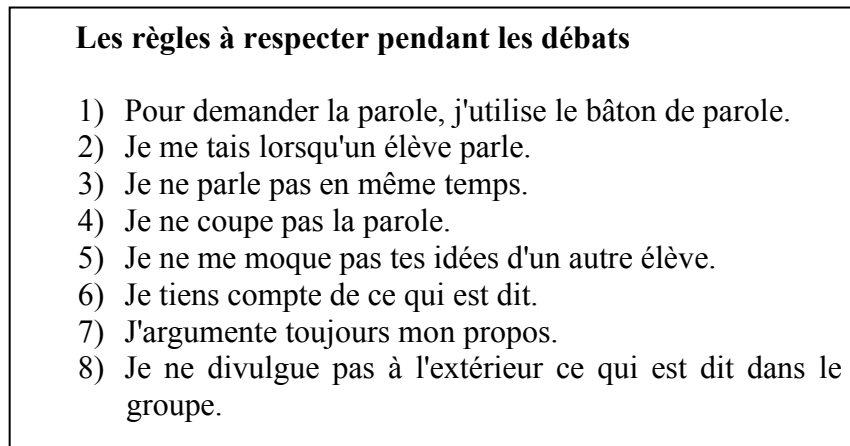 Les règles à respecter pendant les débats
1) Pour demander la parole, j'utilise le bâton de parole.
2) Je me tais lorsqu'un élève parle.
3) Je ne parle pas en même temps.
4) Je ne coupe pas la parole.
5) Je ne me moque pas tes idées d'un autre élève.
6) Je tiens compte de ce qui est dit.
7) J'argumente toujours mon propos.
8) Je ne divulgue pas à l'extérieur ce qui est dit dans le
groupe.